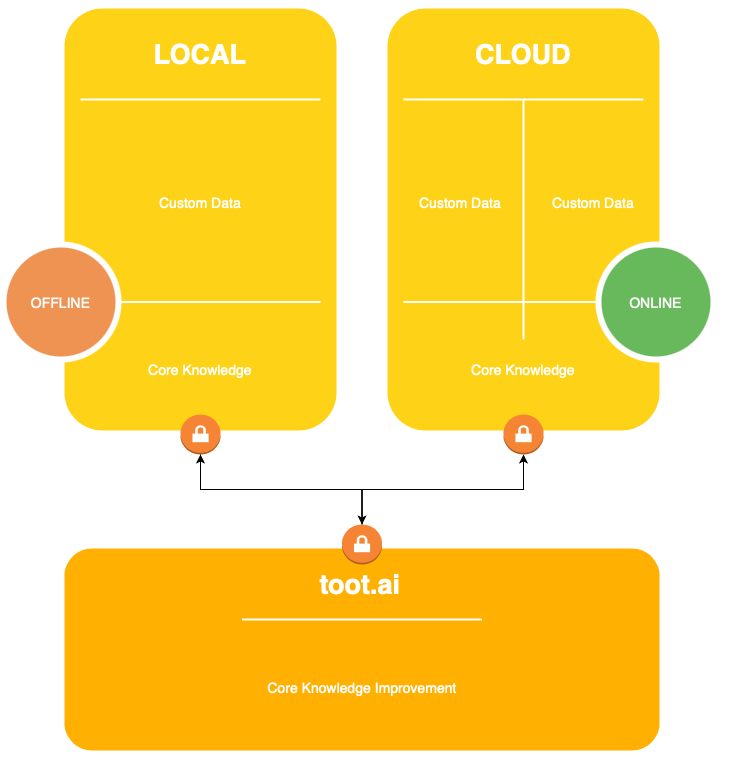 LOCAL
CLOUD
Custom Data
Custom Data
Custom Data
OFFLINE
ONLINE
Core Knowledge
Core Knowledge
toot.ai
Core Knowledge Improvement